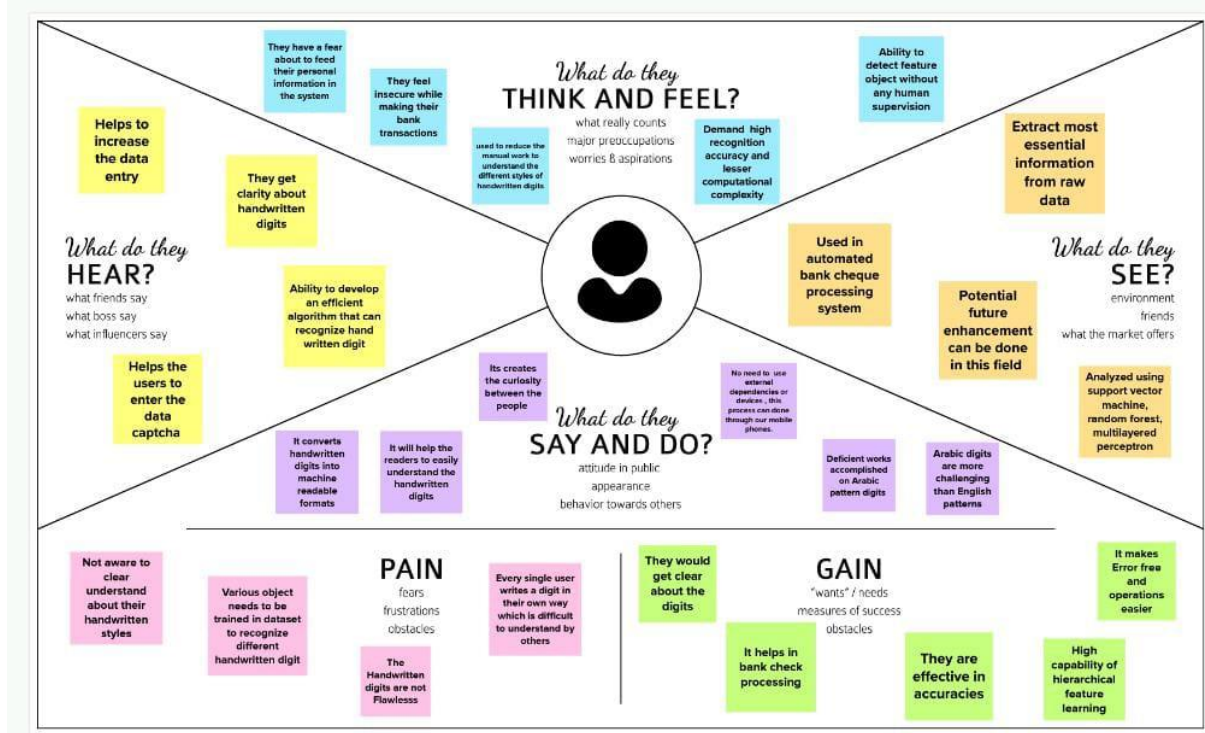 They have a fear
about to feed
their personal
information in
the system
They feel
insecure while
making their
bank
transactions
used to reduce the
manual work to
understand the
different styles of
handwritten digits
What do they
THINK AND FEEL?
what really counts
major preoccupations
worries & aspirations
Demand high
recognition
accuracy and
lesser
computational
complexity
Ability to
detect feature
object without
any human
supervision
Helps to
increase
the data
entry
They get
clarity about
handwritten
digits
What do they
HEAR?
what friends say
what boss say
what influencers say
Ability to develop
an efficient
algorithm that can
recognize hand
written digit
Helps the
users to
enter the
data
captcha
Extract most
essential
information
from raw
data
Used in
automated
bank cheque
processing
system
What do they
SEE?
environment
friends
what the market offers
Potential
future
enhancement
can be done
in this field
Analyzed using
support vector
machine,
random forest,
multilayered
perceptron
Its creates
the curiosity
between the
people
It converts
handwritten
digits into
machine
readable
formats
It will help the
readers to easily
understand the
handwritten
digits
What do they
SAY AND DO?
attitude in public
appearance
behavior towards others
No need to use
external
dependencies or
devices , this
process can done
through our mobile
phones.
Deficient works
accomplished
on Arabic
pattern digits
Arabic digits
are more
challenging
than English
patterns
Not aware to
clear
understand
about their
handwritten
styles
Various object
needs to be
trained in dataset
to recognize
different
handwritten digit
PAIN
fears
frustrations
obstacles
The
Handwritten
digits are not
Flawlesss
Every single user
writes a digit in
their own way
which is difficult
to understand by
others
They would
get clear
about the
digits
GAIN
"wants" / needs
measures of success
obstacles
It helps in
bank check
processing
They are
effective in
accuracies
High
capability of
hierarchical
feature
learning
It makes
Error free
and
operations
easier